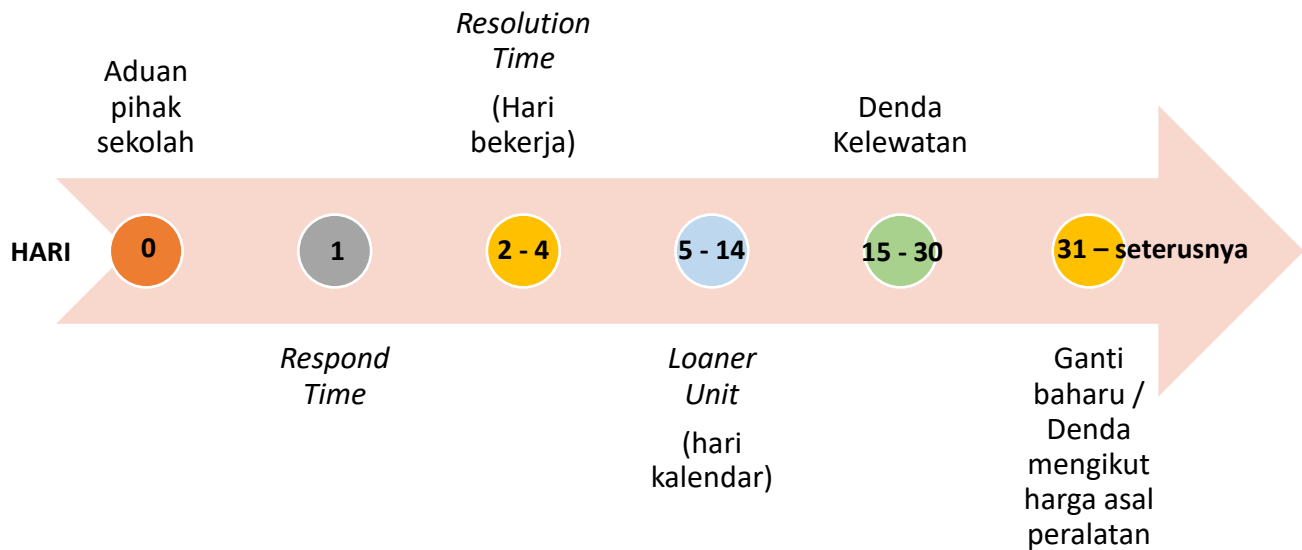 Aduan
pihak
sekolah
Resolution
Time
(Hari
bekerja)
Denda
Kelewatan
HARI
0
1
2 - 4
5 - 14
15 - 30
31 – seterusnya
Respond
Time
Loaner
Unit
(hari
kalendar)
Ganti
baharu /
Denda
mengikut
harga asal
peralatan